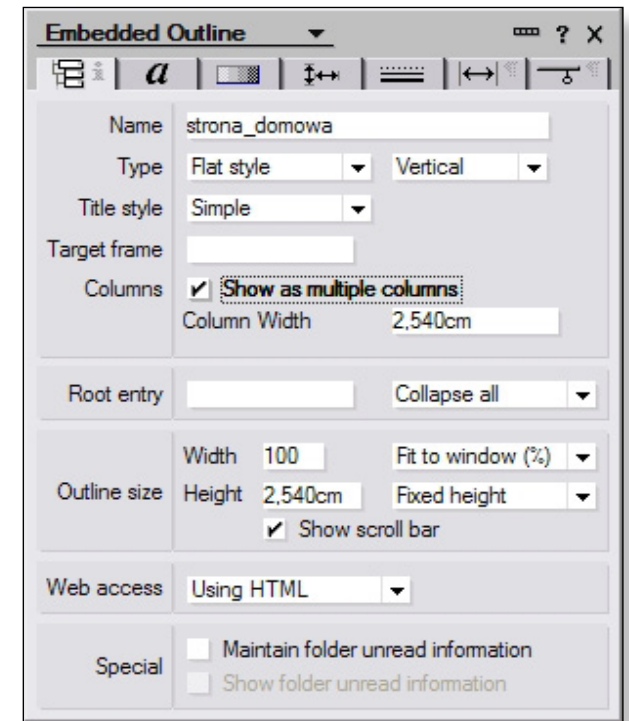 Embedded Outline ? X
i a
Name strona_domowa
Type Flat style Vertical
Title style Simple
Target frame
Columns Show as multiple columns
Column Width 2,540cm
Root entry Collapse all
Width 100 Fit to window (%)
Outline size Height 2,540cm Fixed height
Show scroll bar
Web access Using HTML
Maintain folder unread information
Special
Show folder unread information